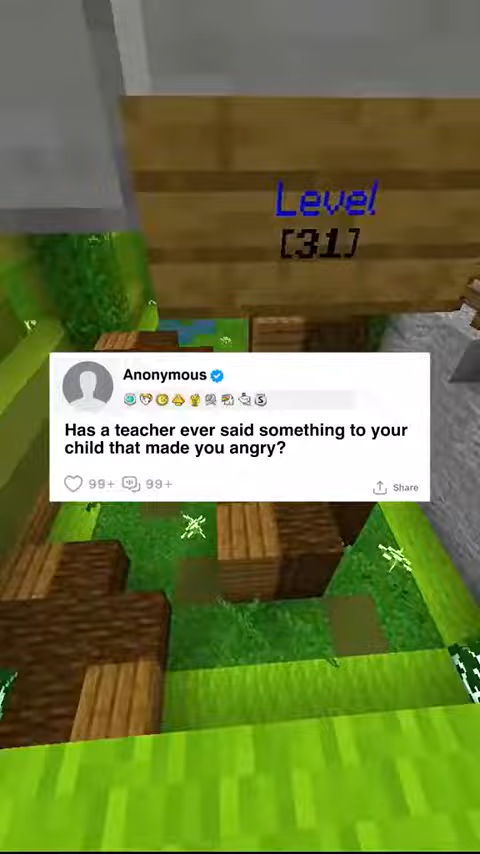 Level
[31]
Anonymous
Has a teacher ever said something to your
child that made you angry?
99+ 99+
Share